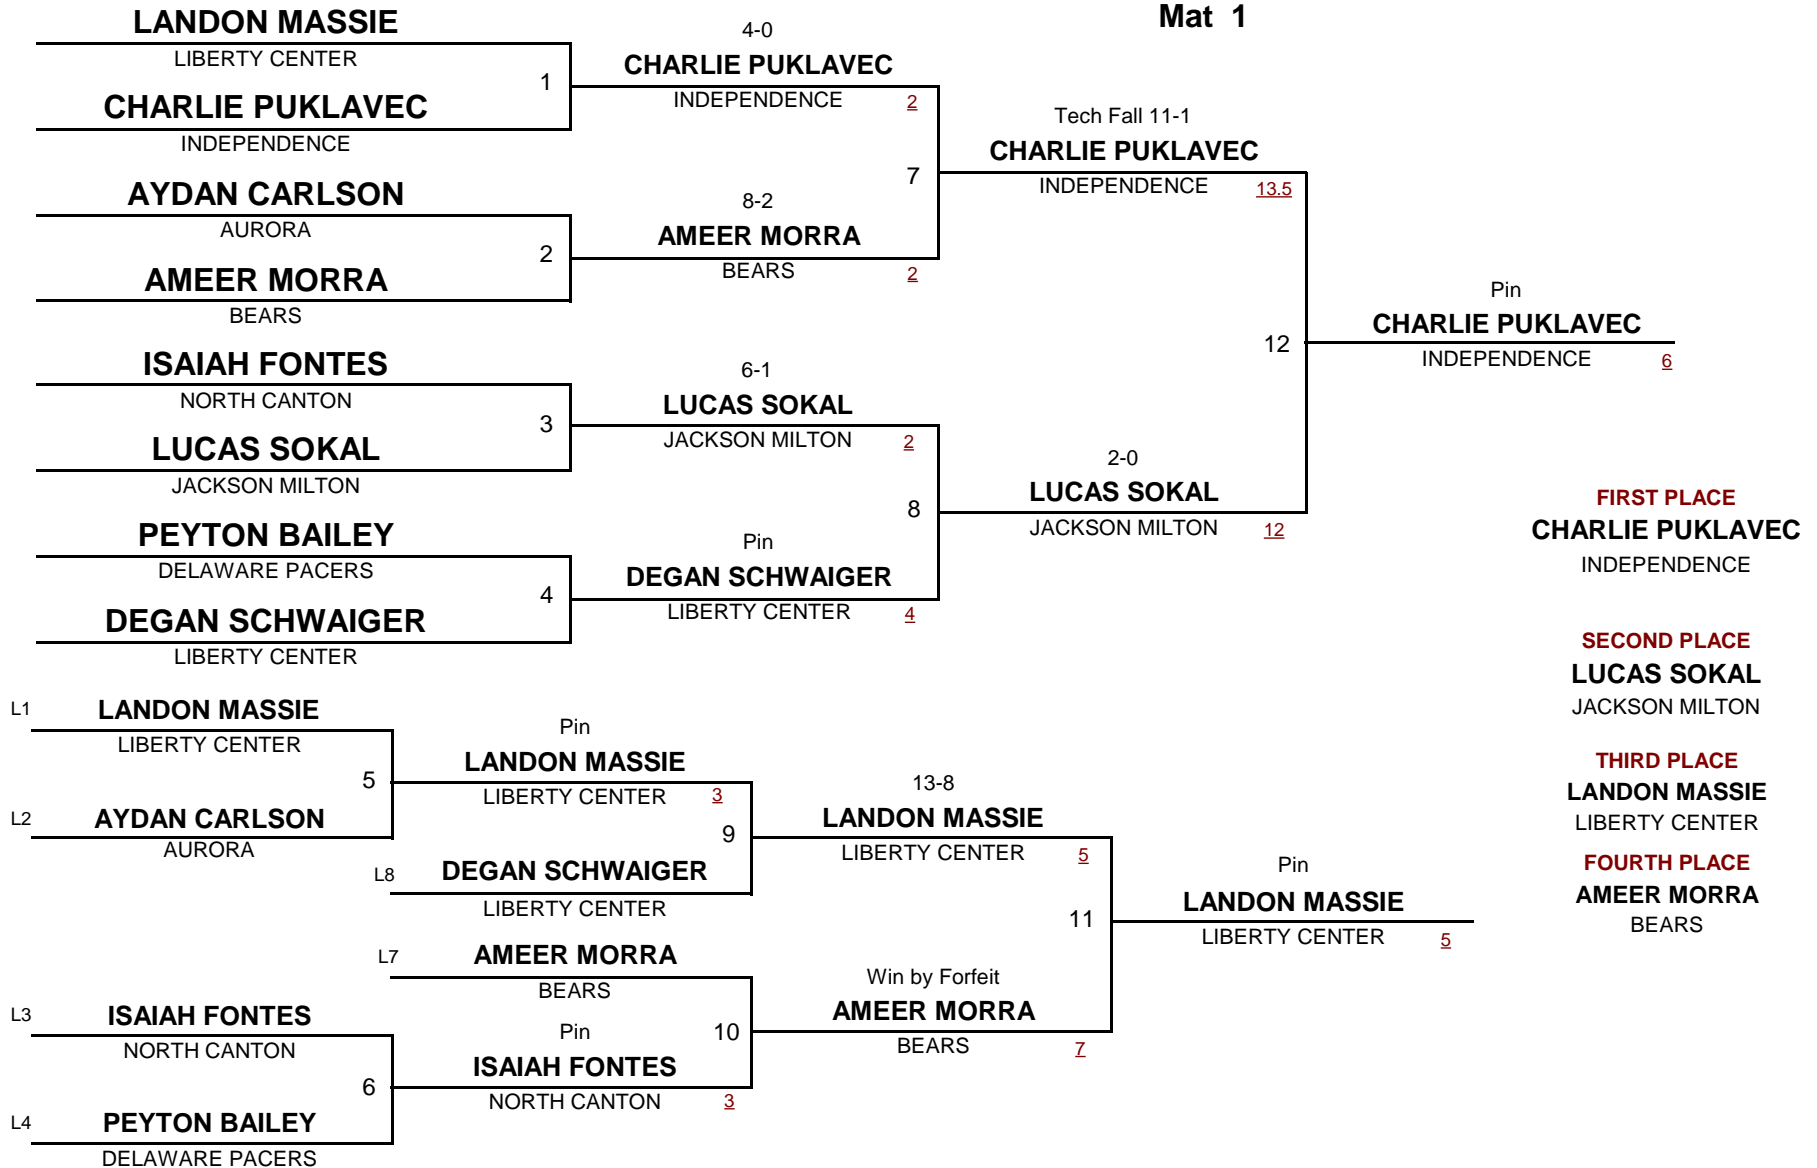 Mat 1
LANDON MASSIE
LIBERTY CENTER
1
CHARLIE PUKLAVEC
INDEPENDENCE
AYDAN CARLSON
AURORA
2
AMEER MORRA
BEARS
ISAIAH FONTES
NORTH CANTON
3
LUCAS SOKAL
JACKSON MILTON
PEYTON BAILEY
DELAWARE PACERS
4
DEGAN SCHWAIGER
LIBERTY CENTER
4-0
CHARLIE PUKLAVEC
INDEPENDENCE 2
7
8-2
AMEER MORRA
BEARS 2
6-1
LUCAS SOKAL
JACKSON MILTON 2
8
Pin
DEGAN SCHWAIGER
LIBERTY CENTER 4
Tech Fall 11-1
CHARLIE PUKLAVEC
INDEPENDENCE 13.5
12
2-0
LUCAS SOKAL
JACKSON MILTON 12
Pin
CHARLIE PUKLAVEC
INDEPENDENCE 6
FIRST PLACE
CHARLIE PUKLAVEC
INDEPENDENCE
SECOND PLACE
LUCAS SOKAL
JACKSON MILTON
THIRD PLACE
LANDON MASSIE
LIBERTY CENTER
FOURTH PLACE
AMEER MORRA
BEARS
L1 LANDON MASSIE
LIBERTY CENTER
5
L2 AYDAN CARLSON
AURORA
Pin
LANDON MASSIE
LIBERTY CENTER 3
9
L8 DEGAN SCHWAIGER
LIBERTY CENTER
L7 AMEER MORRA
BEARS
10
L3 ISAIAH FONTES
NORTH CANTON
6
L4 PEYTON BAILEY
DELAWARE PACERS
Pin
ISAIAH FONTES
NORTH CANTON 3
13-8
LANDON MASSIE
LIBERTY CENTER 5
11
Win by Forfeit
AMEER MORRA
BEARS 7
Pin
LANDON MASSIE
LIBERTY CENTER 5